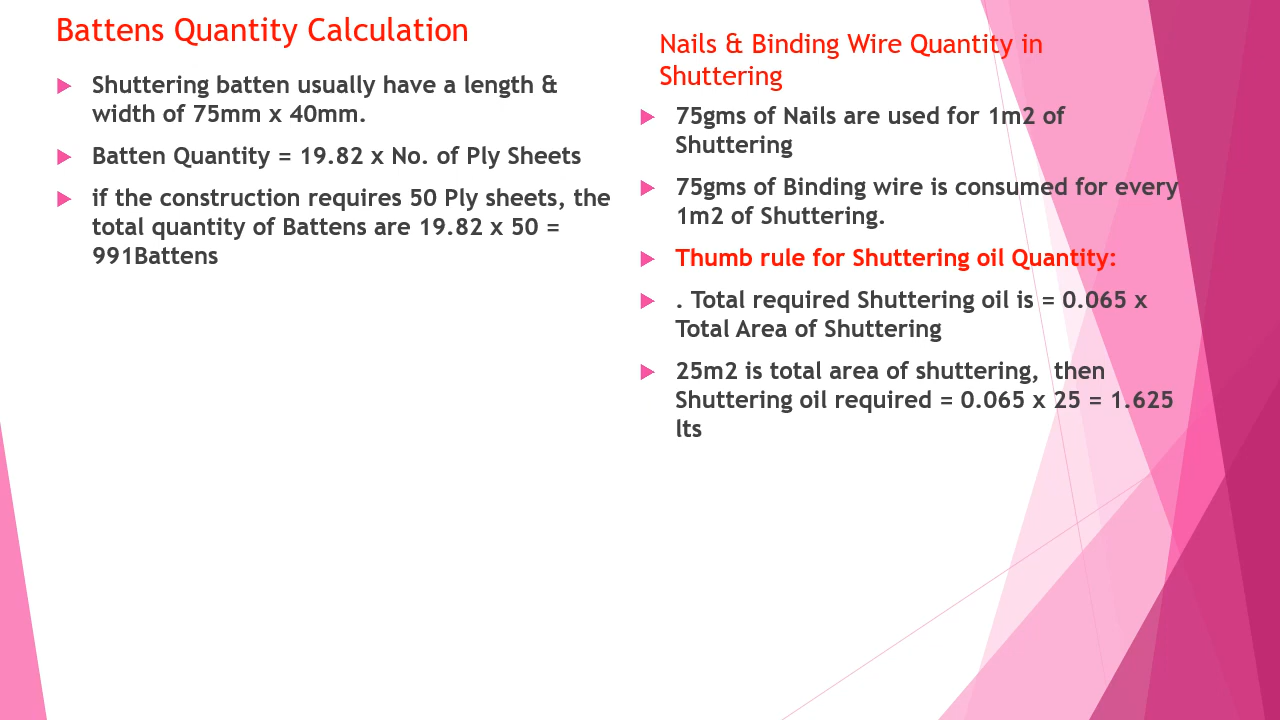 Battens Quantity Calculation
Shuttering batten usually have a length &
width of 75mm x 40mm.
Batten Quantity = 19.82 x No. of Ply Sheets
if the construction requires 50 Ply sheets, the
total quantity of Battens are 19.82 x 50 =
991Battens
Nails & Binding Wire Quantity in
Shuttering
75gms of Nails are used for 1m2 of
Shuttering
75gms of Binding wire is consumed for every
1m2 of Shuttering.
Thumb rule for Shuttering oil Quantity:
. Total required Shuttering oil is = 0.065 x
Total Area of Shuttering
25m2 is total area of shuttering,  then
Shuttering oil required = 0.065 x 25 = 1.625
lts